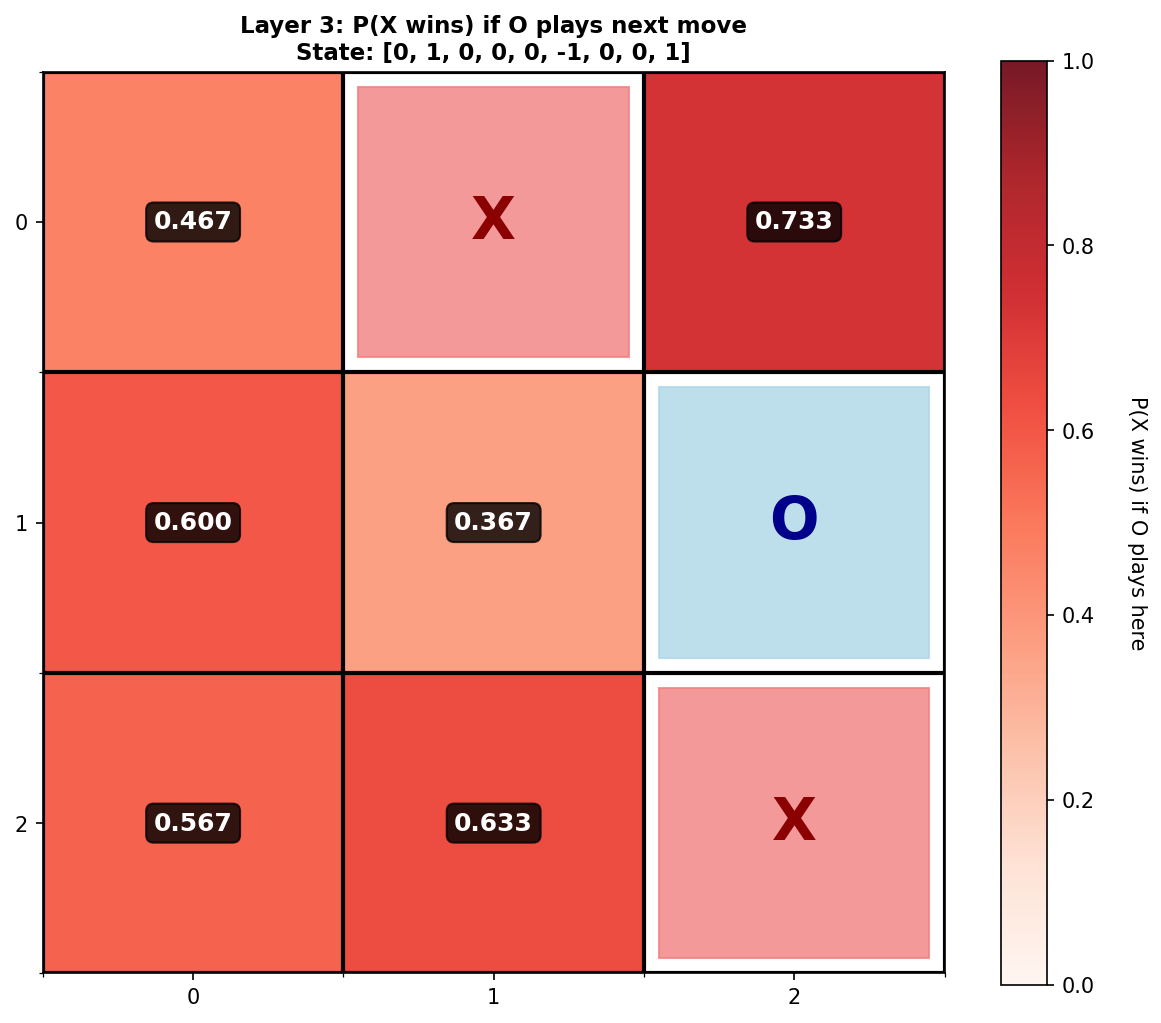 Layer 3: P(X wins) if O plays next move
State: [0, 1, 0, 0, 0, -1, 0, 0, 1]
0 0.467 X 0.733
1 0.600 0.367 O
2 0.567 0.633 X
0 1 2
1.0
0.8
0.6
0.4
0.2
0.0
P(X wins) if O plays here